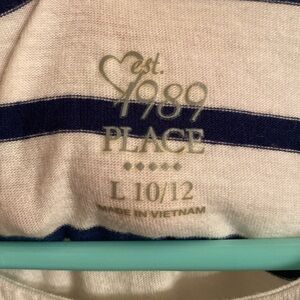 est.
1989
PLACE
L 10/12
MADE IN VIETNAM